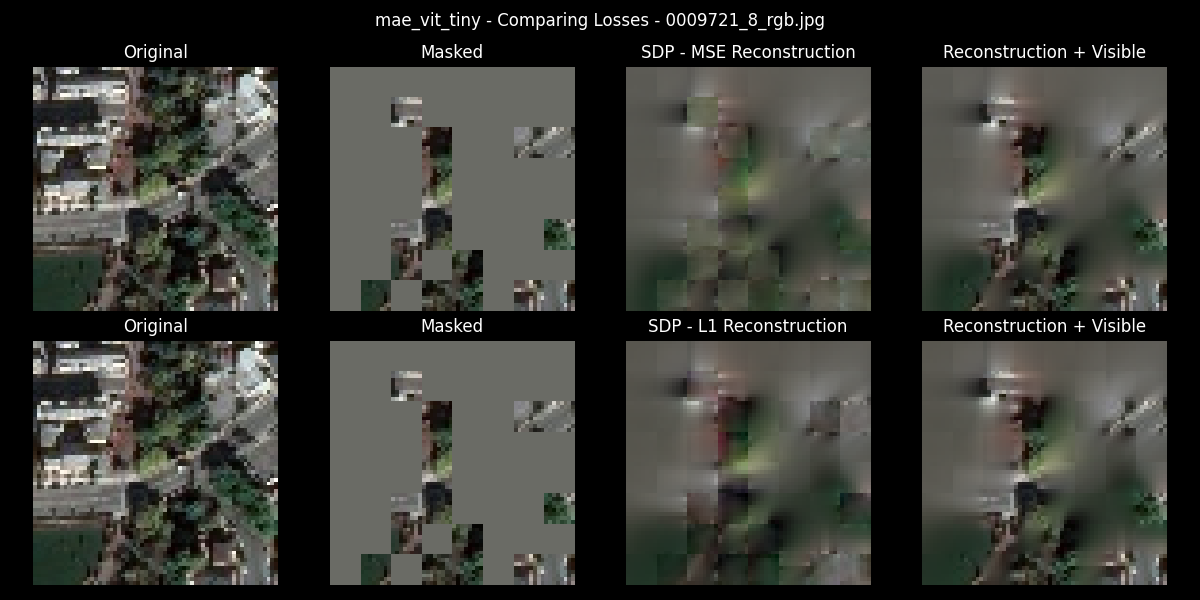 mae_vit_tiny - Comparing Losses - 0009721_8_rgb.jpg
Original
Masked
SDP - MSE Reconstruction
Reconstruction + Visible
Original
Masked
SDP - L1 Reconstruction
Reconstruction + Visible